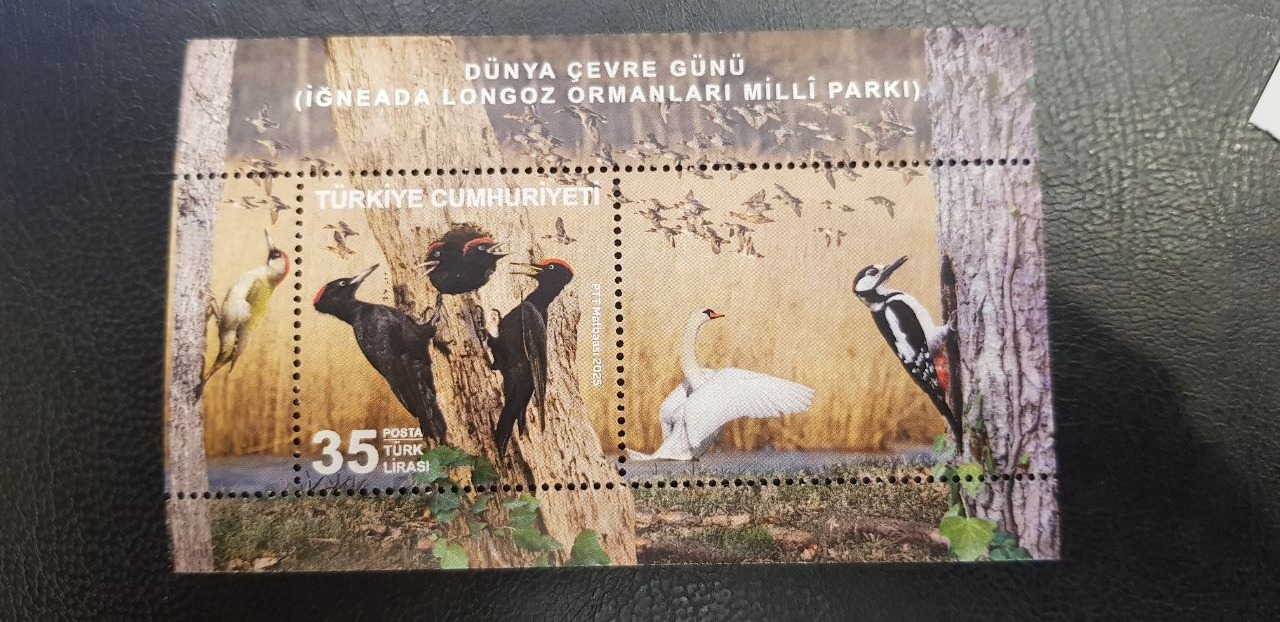 DÜNYA ÇEVRE GÜNÜ
(İĞNEADA LONGOZ ORMANLARI MİLLÎ PARKI)
TÜRKİYE CUMHURİYETİ
PTT Matbaası 2025
35 POSTA
TÜRK
LİRASI